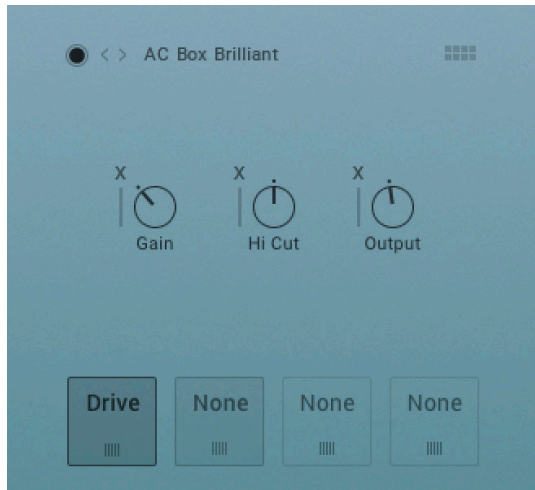 < > AC Box Brilliant
X X X
Gain Hi Cut Output
Drive None None None